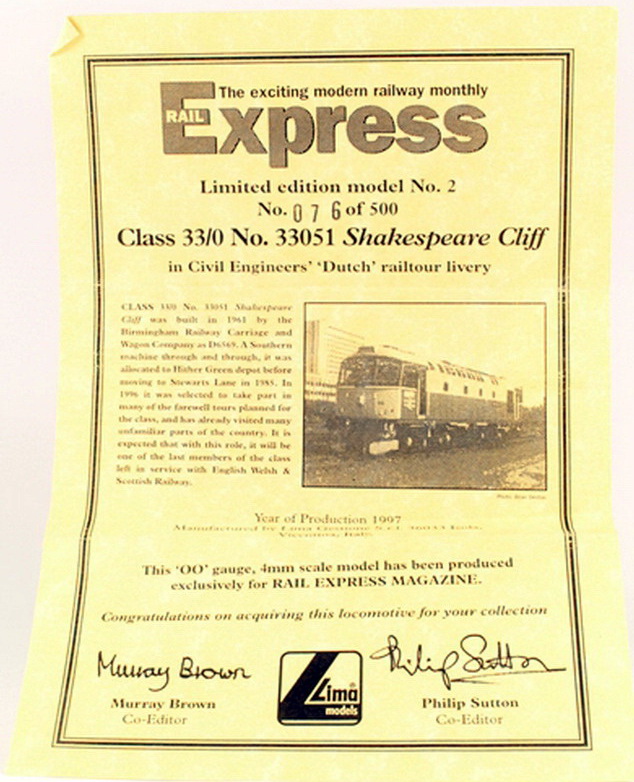 The exciting modern railway monthly
RAIL Express
Limited edition model No. 2
No. 076 of 500
Class 33/0 No. 33051 Shakespeare Cliff
in Civil Engineers' 'Dutch' railtour livery
CLASS 33/0 No. 33051 Shakespeare
Cliff was built in 1961 by the
Birmingham Railway Carriage and
Wagon Company as D6569. A Southern
machine through and through, it was
allocated to Hither Green depot before
moving to Stewarts Lane in 1985. In
1996 it was selected to take part in
many of the farewell tours planned for
the class, and has already visited many
unfamiliar parts of the country. It is
expected that with this role, it will be
one of the last members of the class
left in service with English Welsh &
Scottish Railway.
Photo: Brian
Year of Production 1997
Manufactured by Lima
Italy.
This 'OO' gauge, 4mm scale model has been produced
exclusively for RAIL EXPRESS MAGAZINE.
Congratulations on acquiring this locomotive for your collection
Murray Brown
Philip Sutton
Lima®
models
Murray Brown
Co-Editor
Philip Sutton
Co-Editor